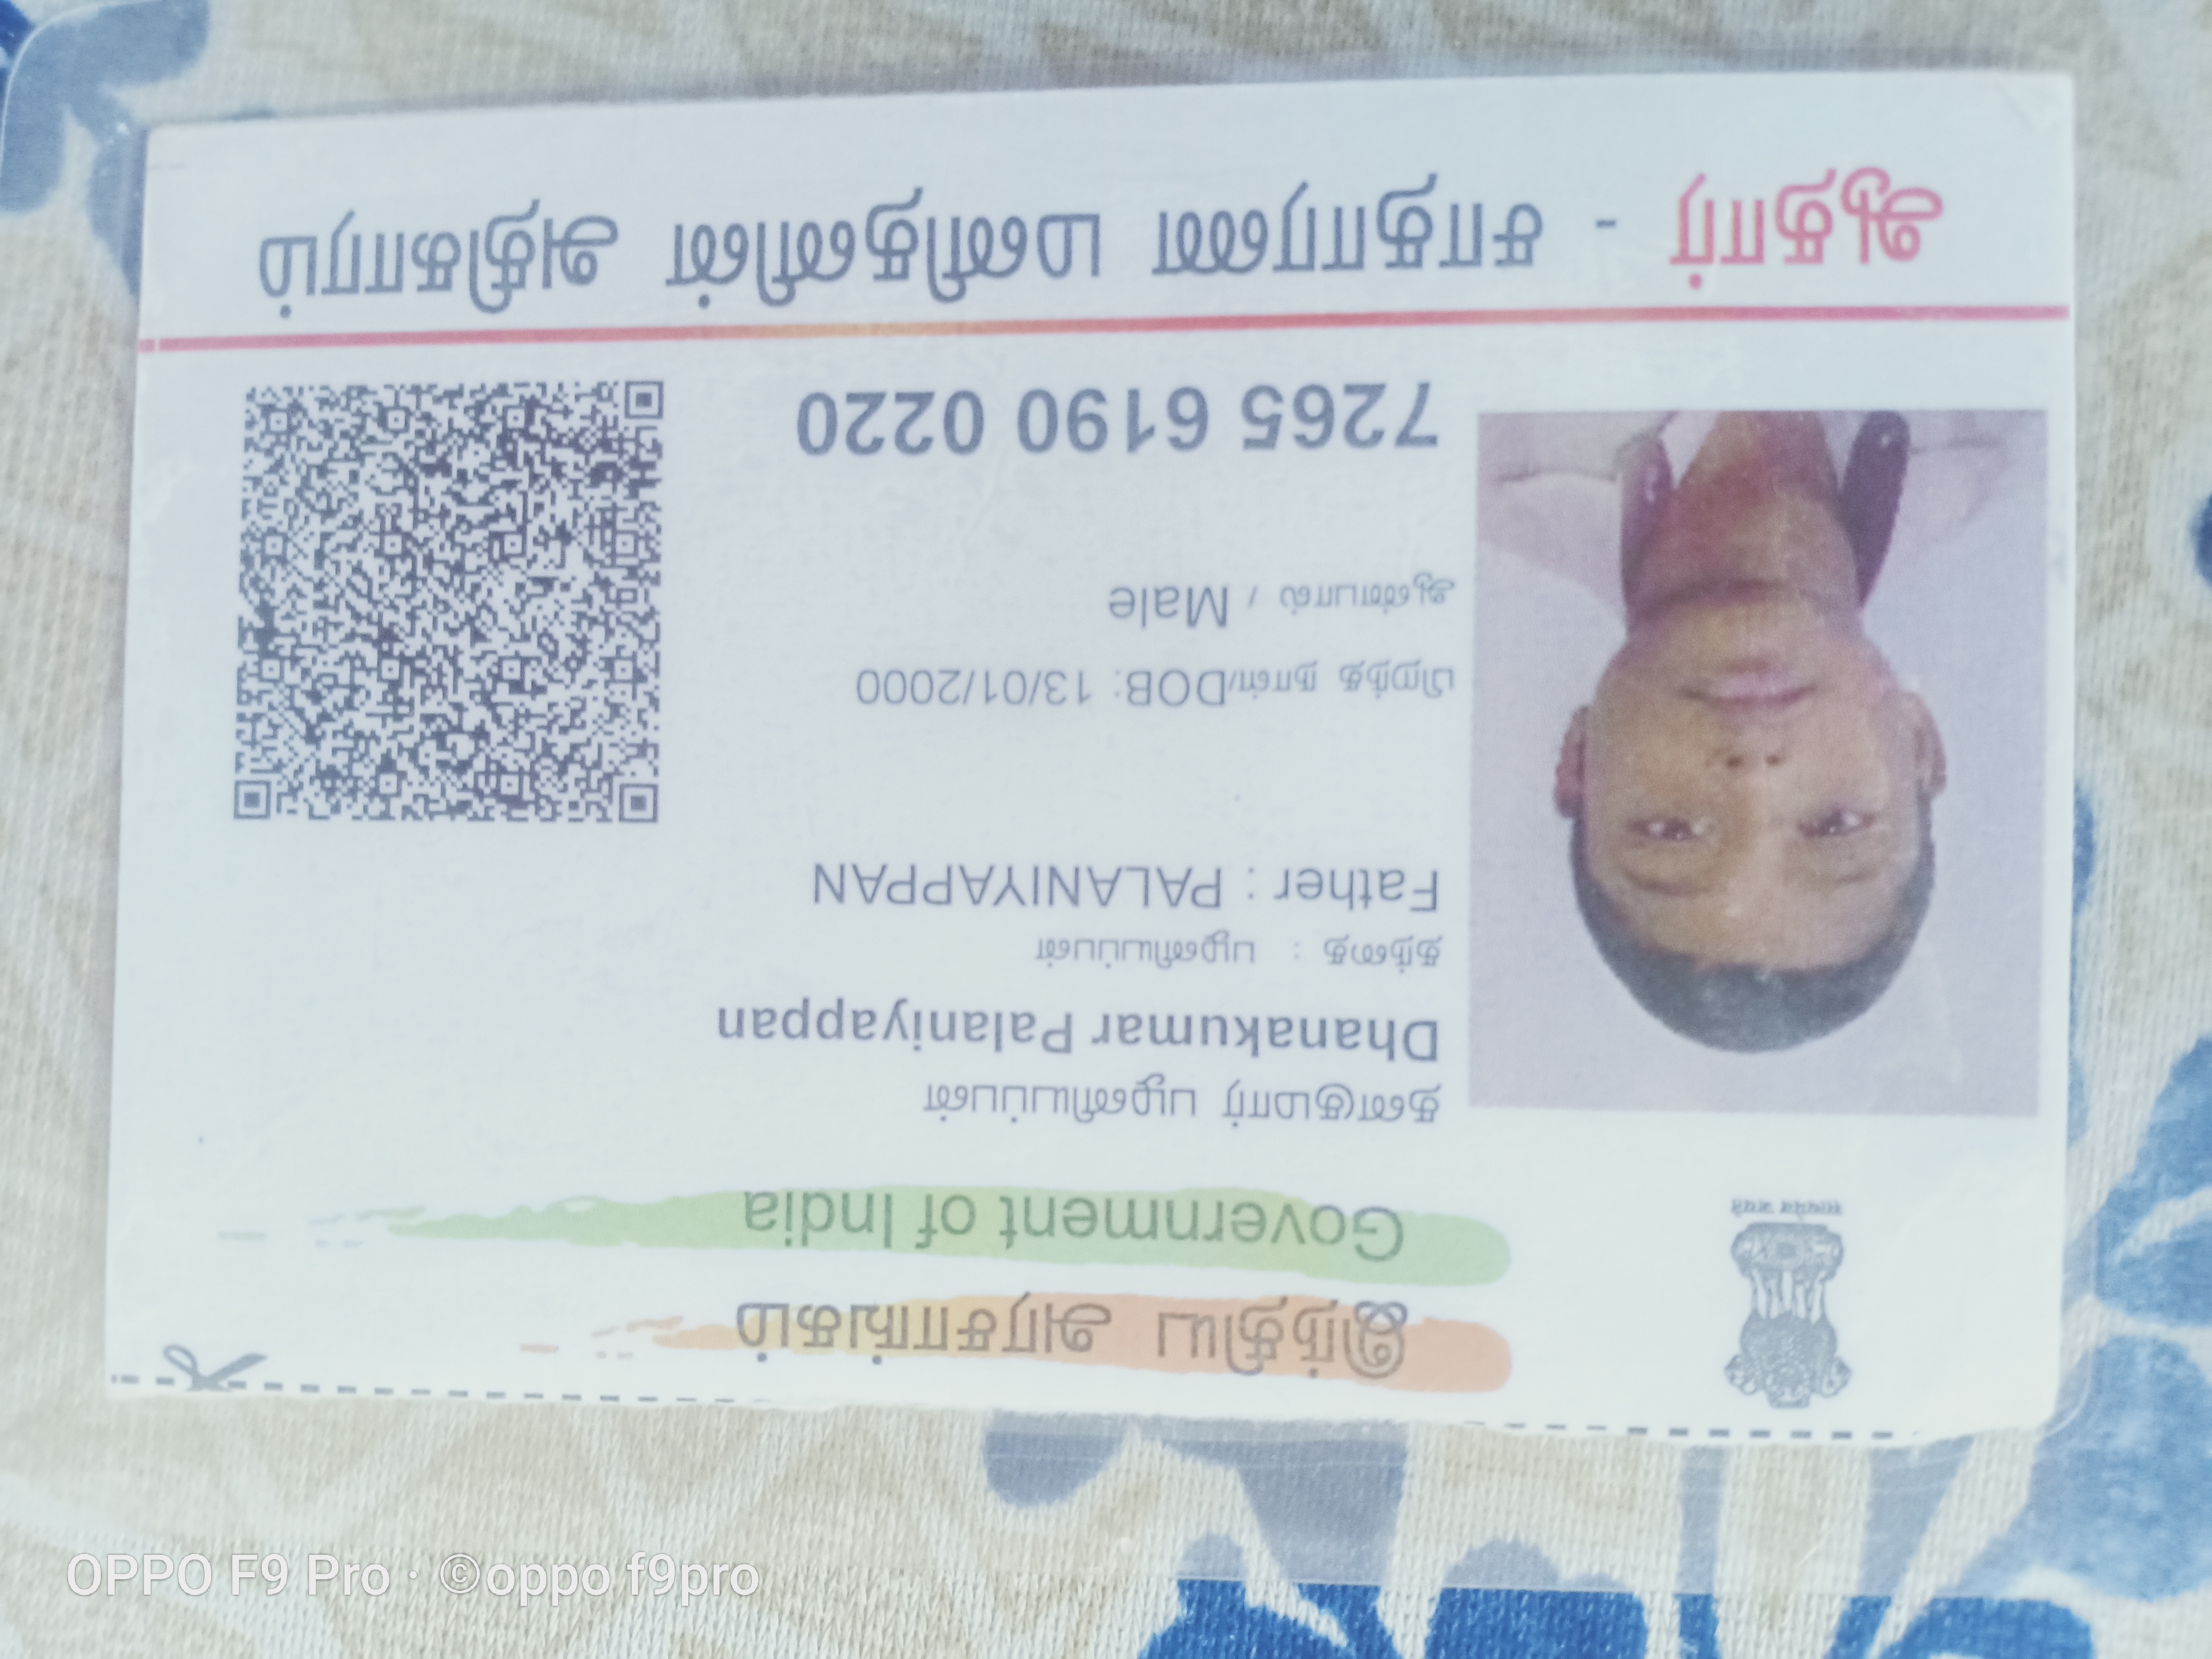 இந்திய அரசாங்கம்
Government of India
தனகுமார் பழனியப்பன்
Dhanakumar Palaniyappan
தந்தை : பழனியப்பன்
Father : PALANIYAPPAN
பிறந்த நாள்/DOB: 13/01/2000
ஆண்பால் / Male
7265 6190 0220
ஆதார் - சாதாரண மனிதனின் அதிகாரம்
सत्यमेव जयते
OPPO F9 Pro · ©oppo f9pro